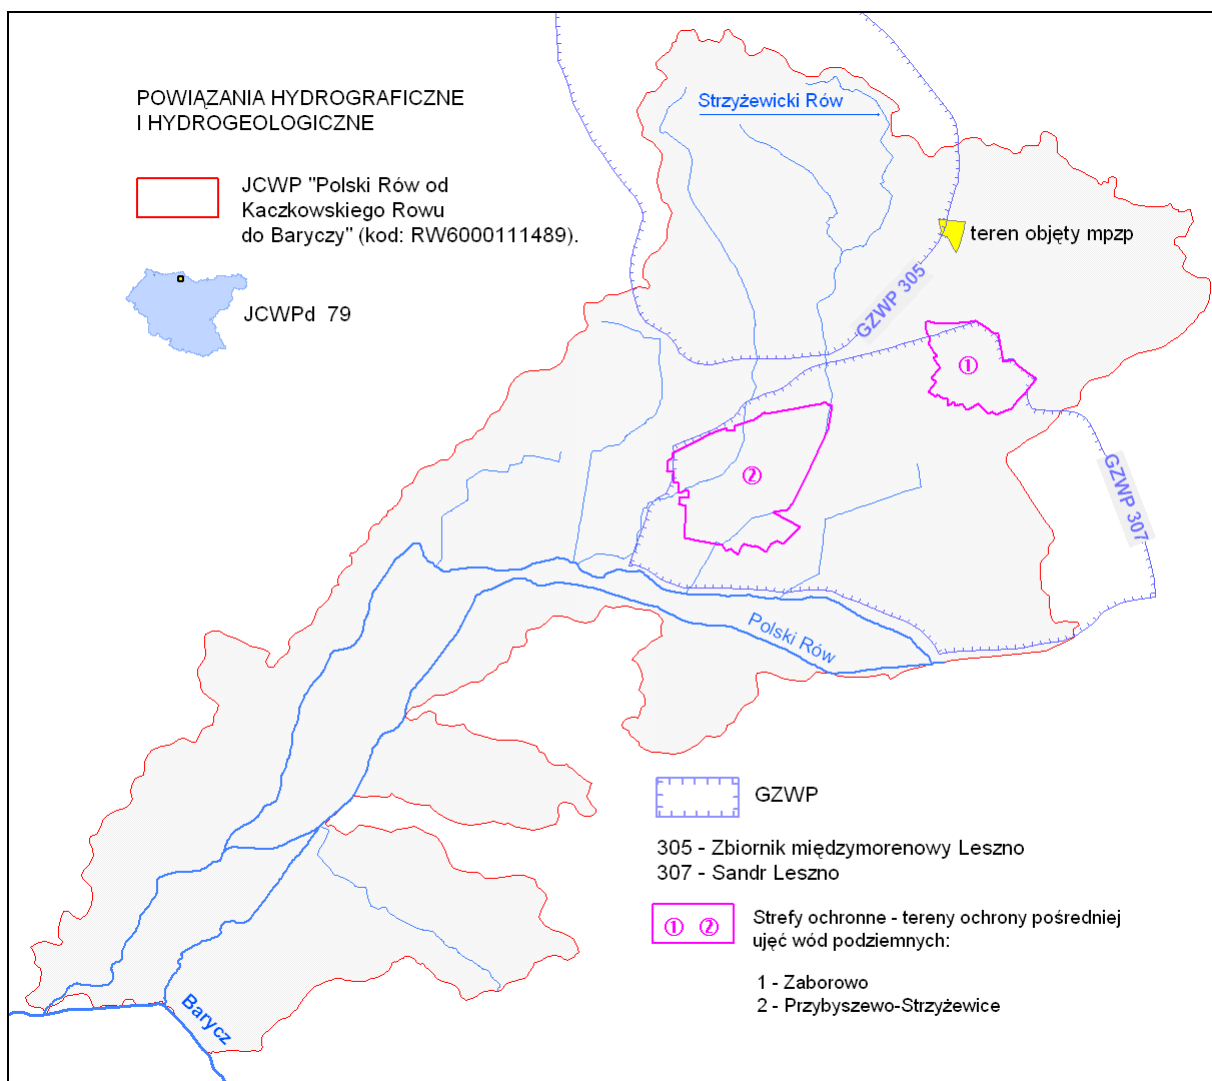 POWIĄZANIA HYDROGRAFICZNE
I HYDROGEOLOGICZNE
JCWP "Polski Rów od
Kaczkowskiego Rowu
do Baryczy" (kod: RW6000111489).
JCWPd 79
Strzyżewicki Rów
teren objęty mpzp
GZWP 305
1
2
GZWP 307
Polski Rów
Barycz
GZWP
305 - Zbiornik międzymorenowy Leszno
307 - Sandr Leszno
1 2
Strefy ochronne - tereny ochrony pośredniej
ujęć wód podziemnych:
1 - Zaborowo
2 - Przybyszewo-Strzyżewice